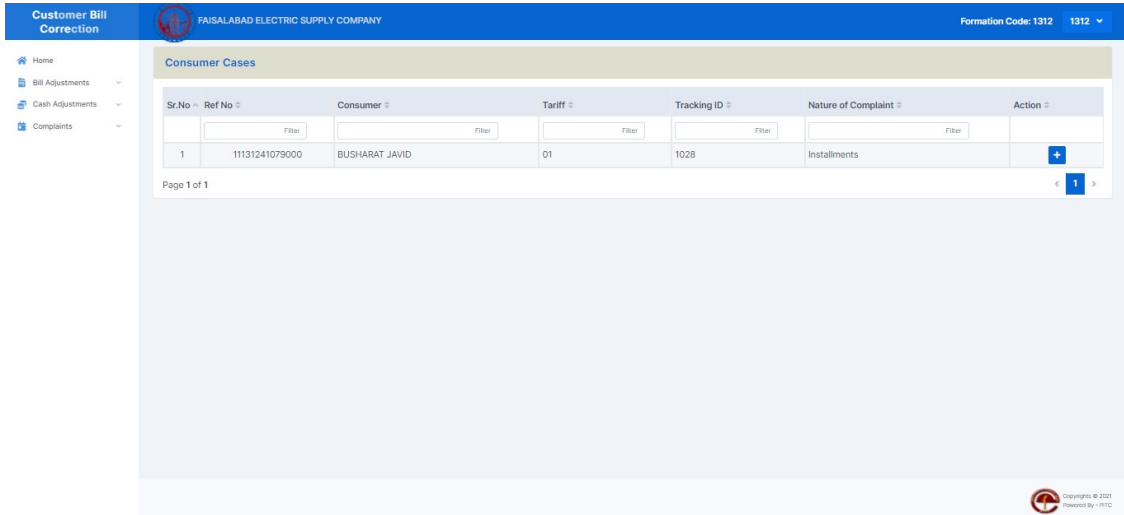 Customer Bill
Correction
FAISALABAD ELECTRIC SUPPLY COMPANY
Formation Code: 1312
1312
Home
Bill Adjustments
Cash Adjustments
Complaints
Consumer Cases
Sr.No Ref No Consumer Tariff Tracking ID Nature of Complaint Action
Filter Filter Filter Filter Filter
1 11131241079000 BUSHARAT JAVID 01 1028 Installments +
Page 1 of 1
< 1 >
Copyrights © 2021
Powered By - PITC